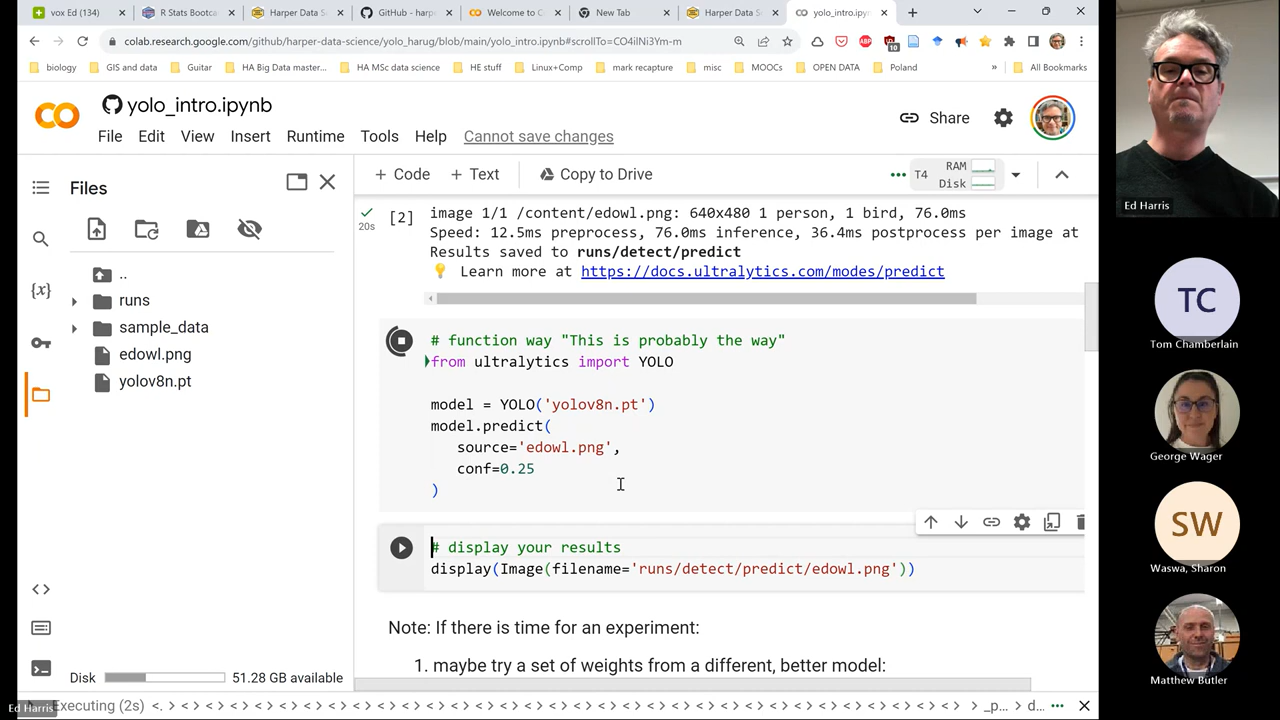 vox Ed (134)
R Stats Bootca
Harper Data S
GitHub - harp
Welcome to C
New Tab
Harper Data S
yolo_intro.ipyn
colab.research.google.com/github/harper-data-science/yolo_harug/blob/main/yolo_intro.ipynb#scrollTo=CO4ilNi3Ym-m
biology
GIS and data
Guitar
HA Big Data master...
HA MSc data science
R stuff
Linux+Comp
mark recapture
misc
MOOCs
OPEN DATA
Poland
»
All Bookmarks
CO
yolo_intro.ipynb
File Edit View Insert Runtime Tools Help Cannot save changes
Share
Files
+ Code + Text
Copy to Drive
T4
RAM
Disk
..
runs
sample_data
edowl.png
yolov8n.pt
{x}
Disk
51.28 GB available
20s
[2]
image 1/1 /content/edowl.png: 640x480 1 person, 1 bird, 76.0ms
Speed: 12.5ms preprocess, 76.0ms inference, 36.4ms postprocess per image at
Results saved to runs/detect/predict
Learn more at https://docs.ultralytics.com/modes/predict
# function way "This is probably the way"
from ultralytics import YOLO
model = YOLO('yolov8n.pt')
model.predict(
source='edowl.png',
conf=0.25
)
# display your results
display(Image(filename='runs/detect/predict/edowl.png'))
Note: If there is time for an experiment:
1. maybe try a set of weights from a different, better model:
Ed Harris
Executing (2s)
Ed Harris
TC
Tom Chamberlain
George Wager
SW
Waswa, Sharon
Matthew Butler